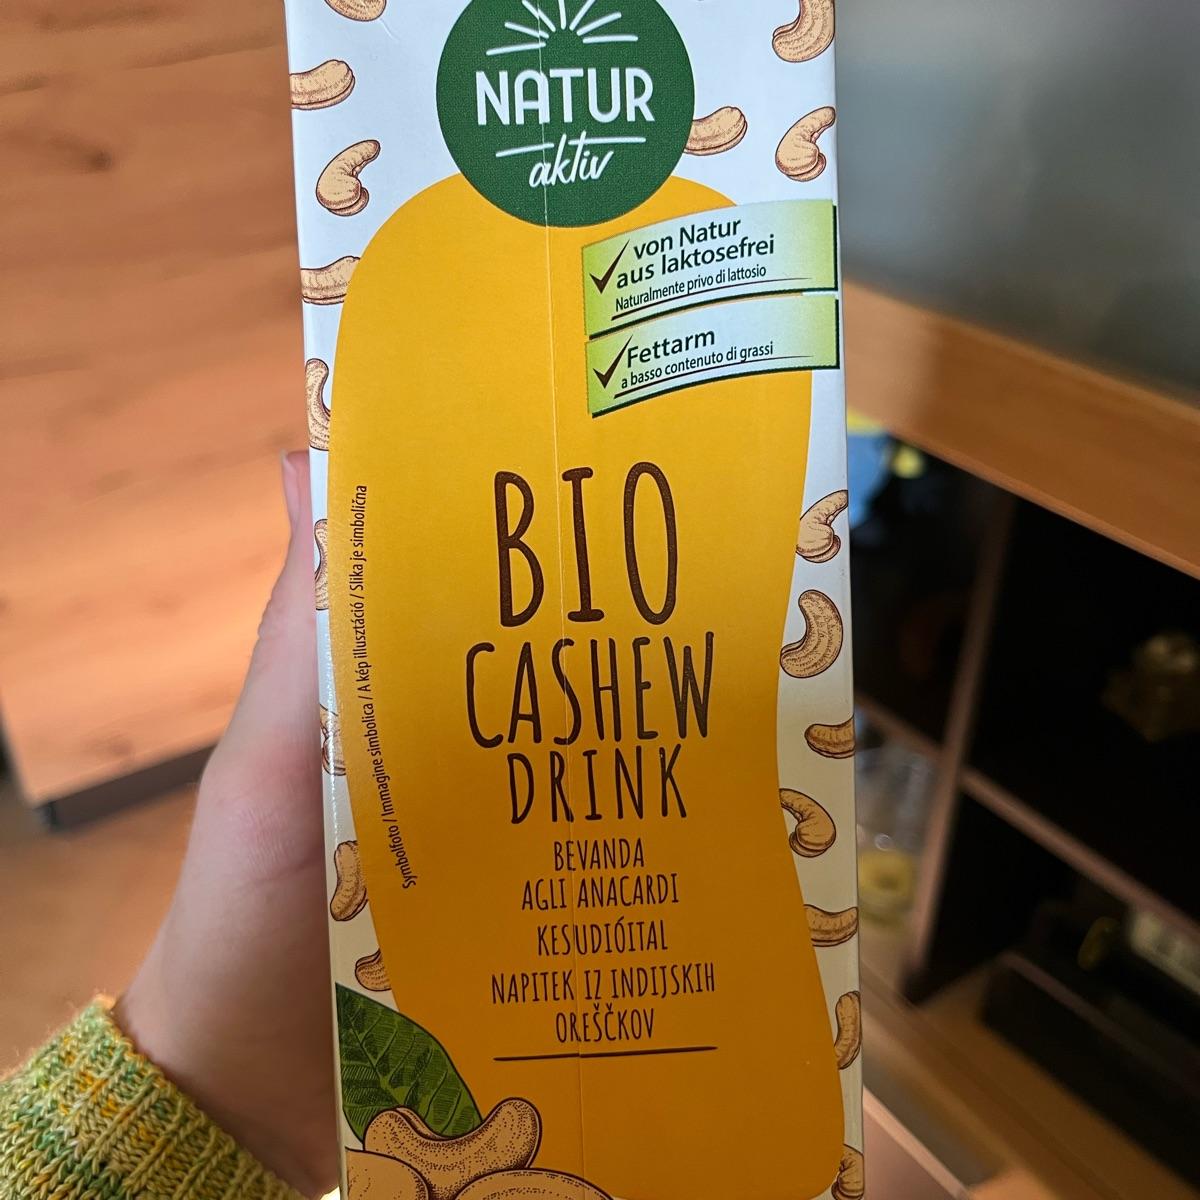 NATUR
aktiv
von Natur
aus laktosefrei
Naturalmente privo di lattosio
Fettarm
a basso contenuto di grassi
BIO
CASHEW
DRINK
BEVANDA
AGLI ANACARDI
KESUDIÓITAL
NAPITEK IZ INDIJSKIH
OREŠČKOV
Symbolfoto / Immagine simbolica / A kép illusztáció / Slika je simbolična